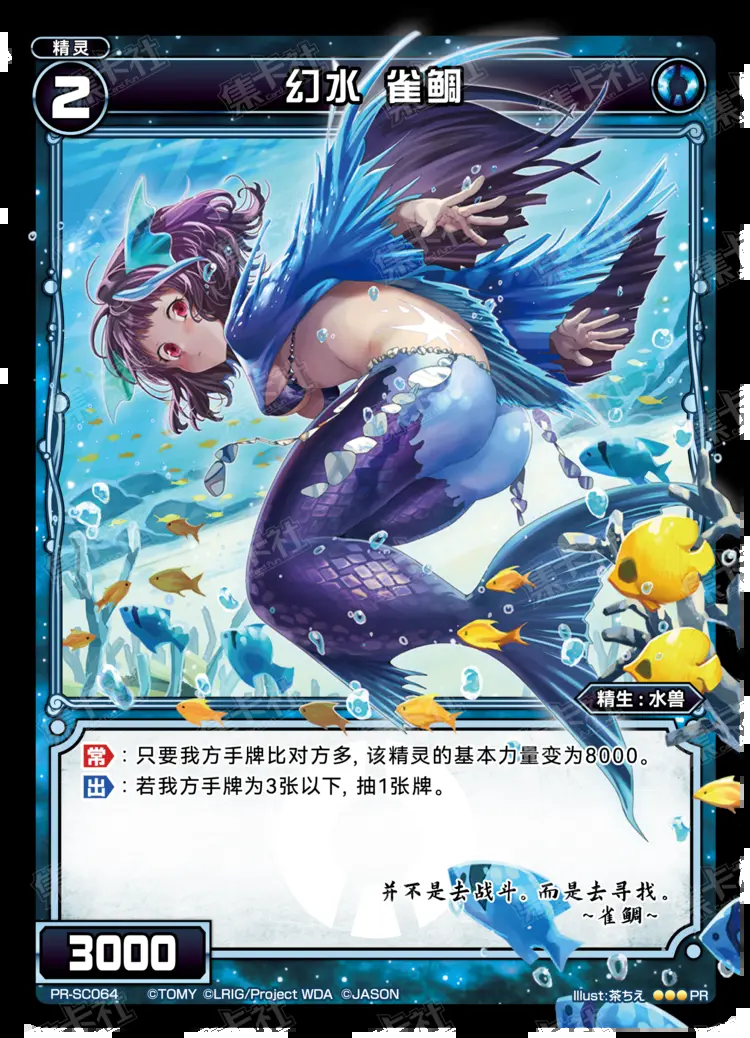 精灵
2
幻水 雀鲷
精生:水兽
常:只要我方手牌比对方多,该精灵的基本力量变为8000。
出:若我方手牌为3张以下,抽1张牌。
并不是去战斗。而是去寻找。
~雀鲷~
3000
PR-SC064 ©TOMY ©LRIG/Project WDA ©JASON Illust:茶ちえ PR
集卡社